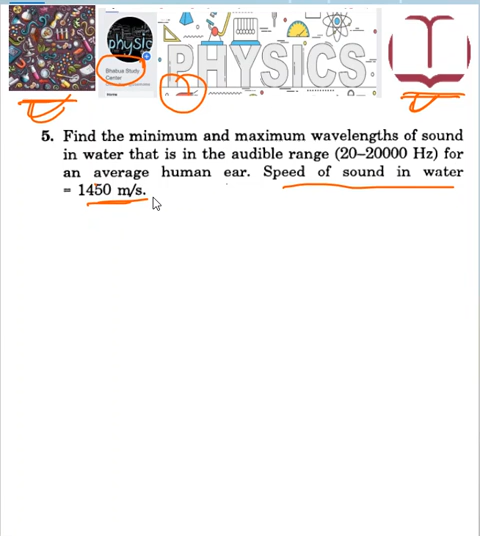 physic
Bhabua Study
Center
PHYSICS
5. Find the minimum and maximum wavelengths of sound
in water that is in the audible range (20–20000 Hz) for
an average human ear. Speed of sound in water
= 1450 m/s.